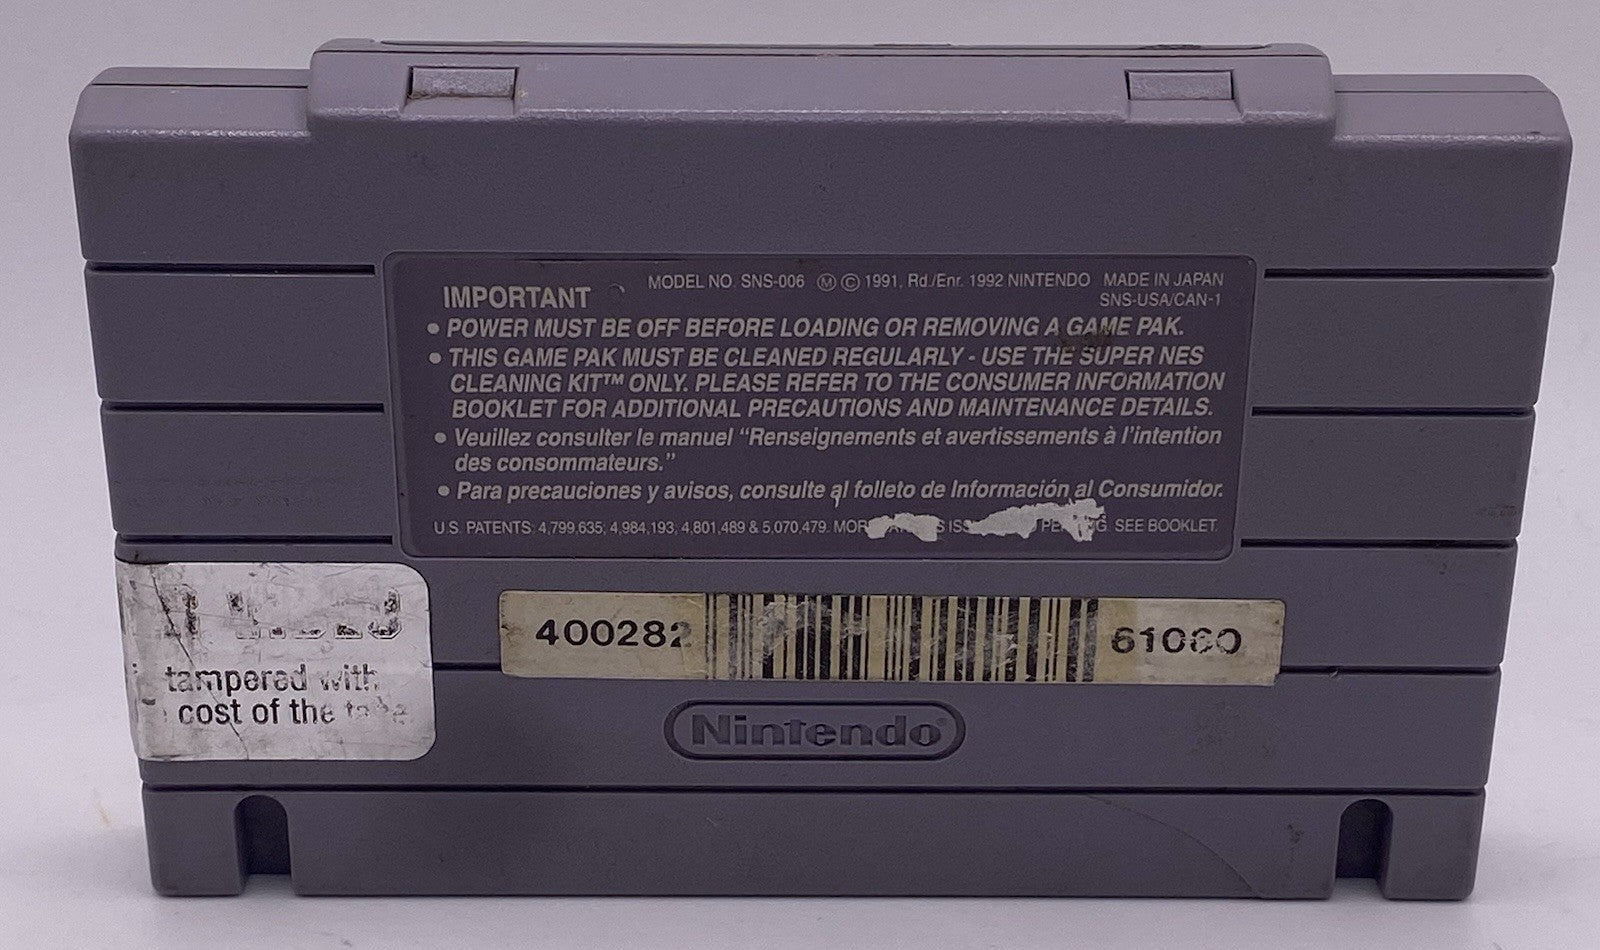 IMPORTANT MODEL NO. SNS-006 Ⓜ © 1991, Rd./Enr. 1992 NINTENDO MADE IN JAPAN
SNS-USA/CAN-1
• POWER MUST BE OFF BEFORE LOADING OR REMOVING A GAME PAK.
• THIS GAME PAK MUST BE CLEANED REGULARLY - USE THE SUPER NES
CLEANING KIT™ ONLY. PLEASE REFER TO THE CONSUMER INFORMATION
BOOKLET FOR ADDITIONAL PRECAUTIONS AND MAINTENANCE DETAILS.
• Veuillez consulter le manuel “Renseignements et avertissements à l'intention
des consommateurs.”
• Para precauciones y avisos, consulte al folleto de Información al Consumidor.
U.S. PATENTS: 4,799,635; 4,984,193, 4,801,489 & 5,070,479. SEE BOOKLET.
400282 61060
tampered with
cost of the
Nintendo®